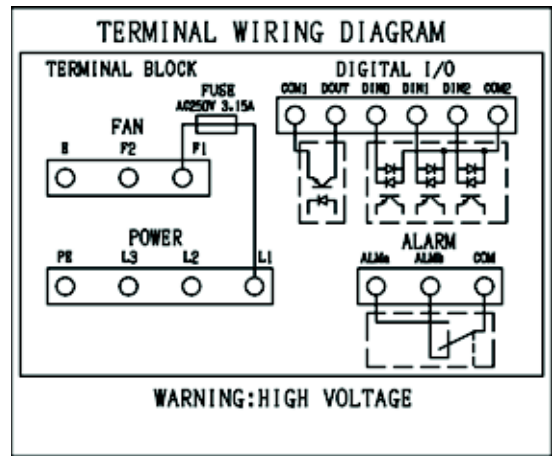 TERMINAL WIRING DIAGRAM
TERMINAL BLOCK
FUSE
AC250V 3.15A
FAN
E F2 F1
POWER
PE L3 L2 L1
DIGITAL I/O
COM1 DOUT DIN0 DIN1 DIN2 COM2
ALARM
ALMa ALMb COM
WARNING:HIGH VOLTAGE